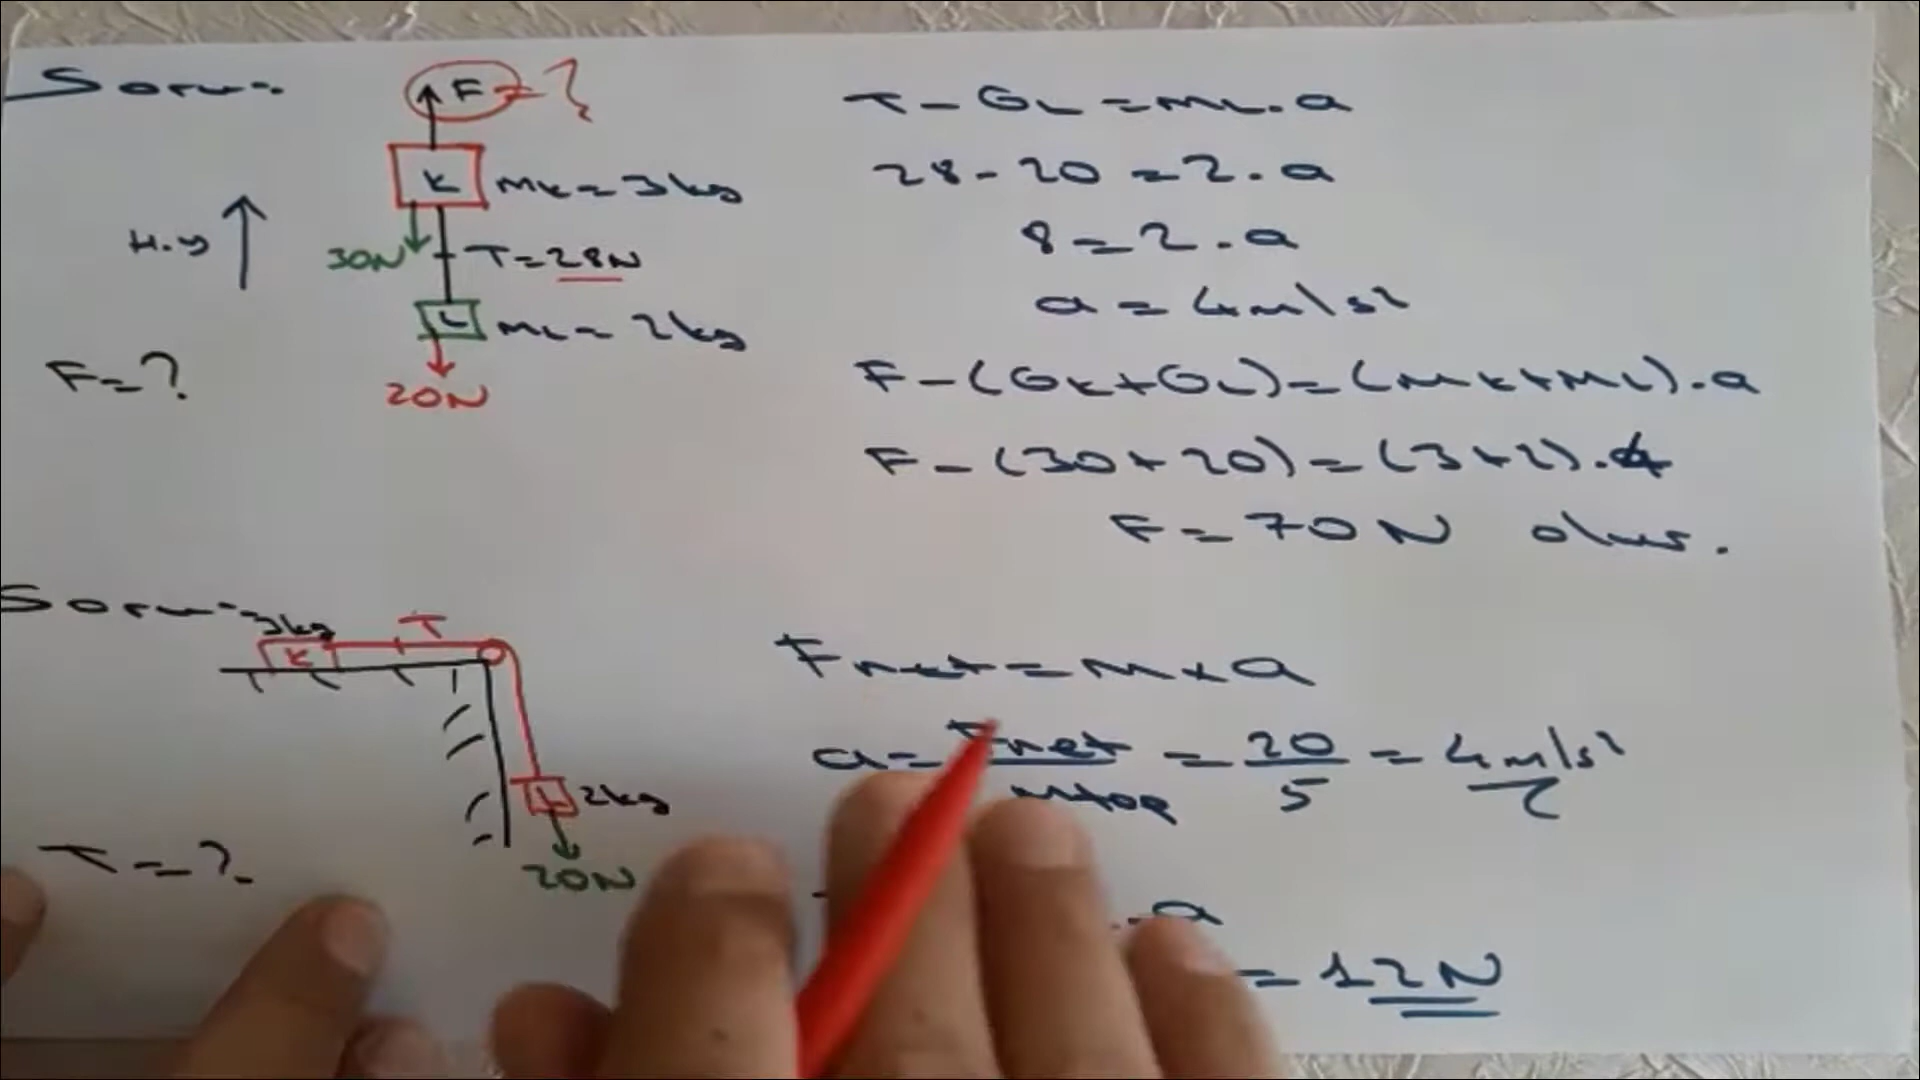 Soru:
F = ?
K
mK = 3kg
H.y
30N
T = 28N
L
mL = 2kg
F = ?
20N
T - GL = mL.a
28 - 20 = 2.a
8 = 2.a
a = 4m/s²
F - (GK + GL) = (mK + mL).a
F - (30 + 20) = (3 + 2).4
F = 70N olur.
Soru:
3kg
T
K
L
2kg
20N
T = ?
Fnet = m x a
a = Fnet/mtop = 20/5 = 4m/s²
.a
= 12N